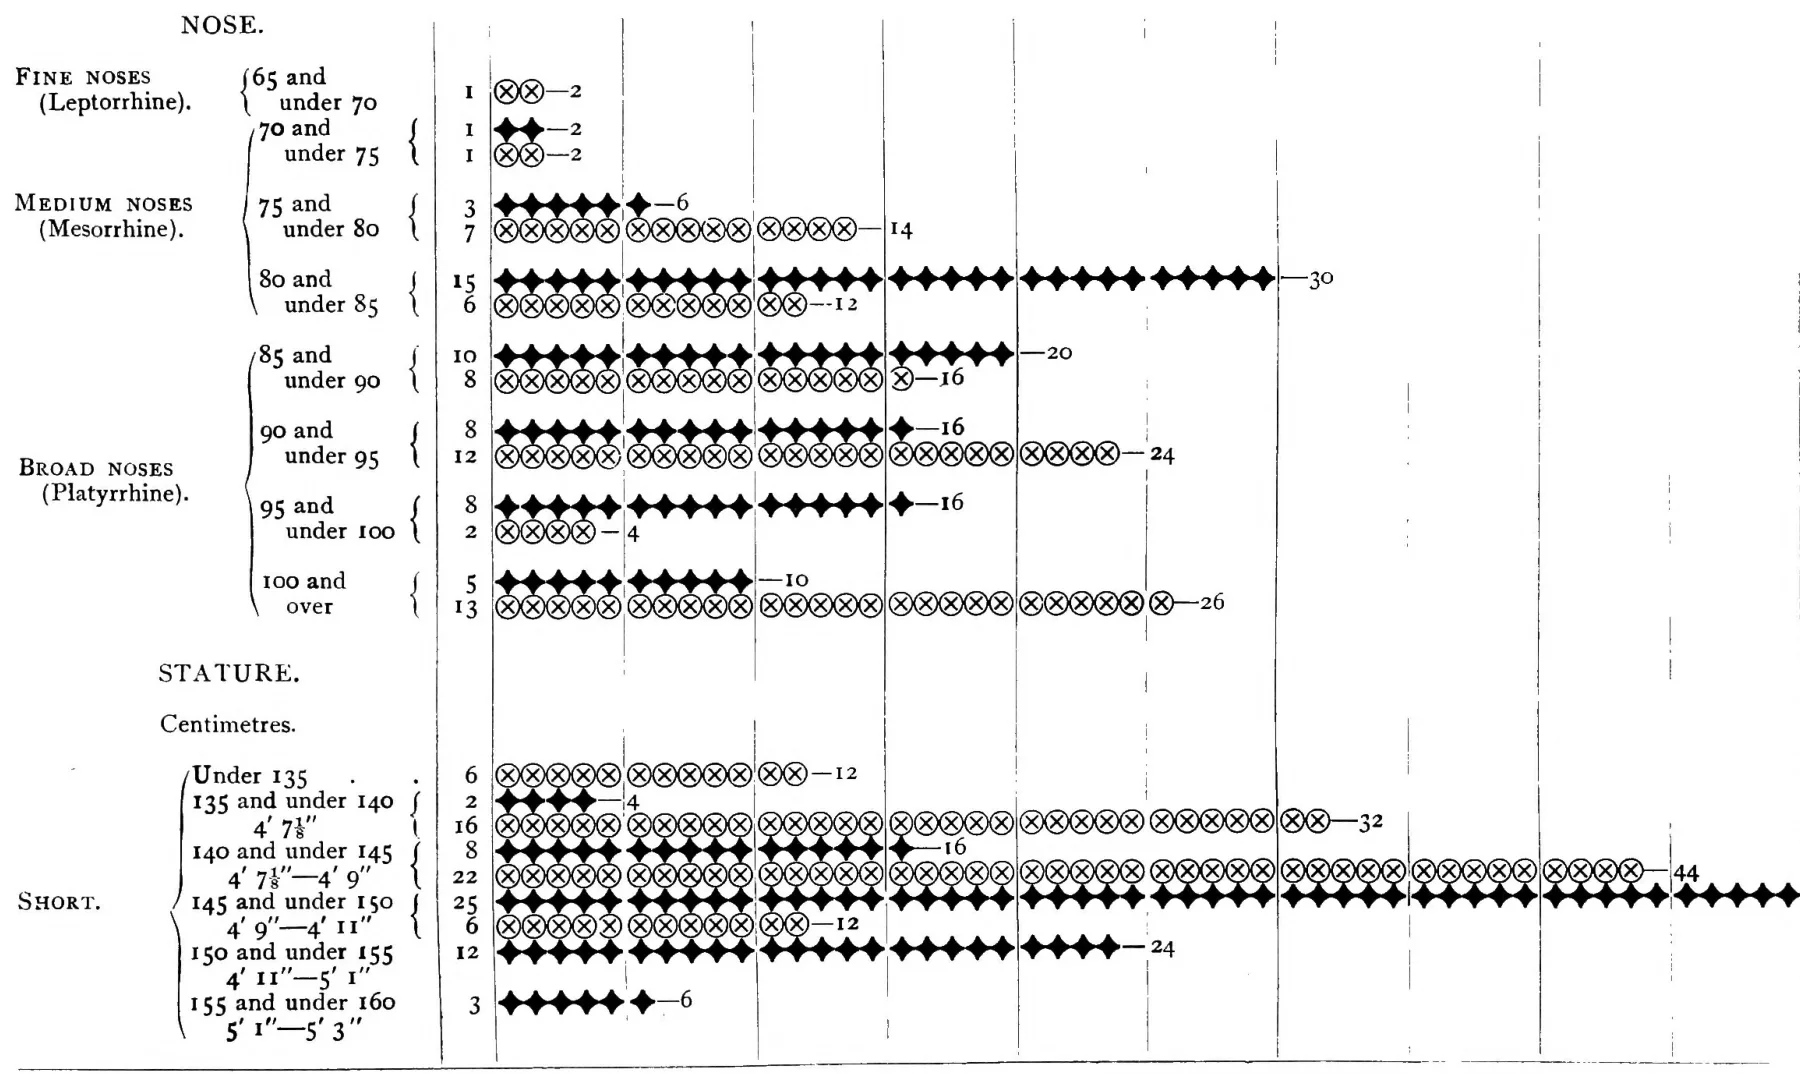 NOSE.
FINE NOSES
(Leptorrhine).
65 and
under 70
1 —2
70 and
under 75
1 —2
1 —2
MEDIUM NOSES
(Mesorrhine).
75 and
under 80
3 —6
7 —14
80 and
under 85
15 —30
6 —12
BROAD NOSES
(Platyrrhine).
85 and
under 90
10 —20
8 —16
90 and
under 95
8 —16
12 —24
95 and
under 100
8 —16
2 —4
100 and
over
5 —10
13 —26
STATURE.
Centimetres.
SHORT.
Under 135 . . 6 —12
135 and under 140 2 —4
4′ 7⅛″ 16 —32
140 and under 145 8 —16
4′ 7⅛″—4′ 9″ 22 —44
145 and under 150 25
4′ 9″—4′ 11″ 6 —12
150 and under 155 12 —24
4′ 11″—5′ 1″
155 and under 160 3 —6
5′ 1″—5′ 3″